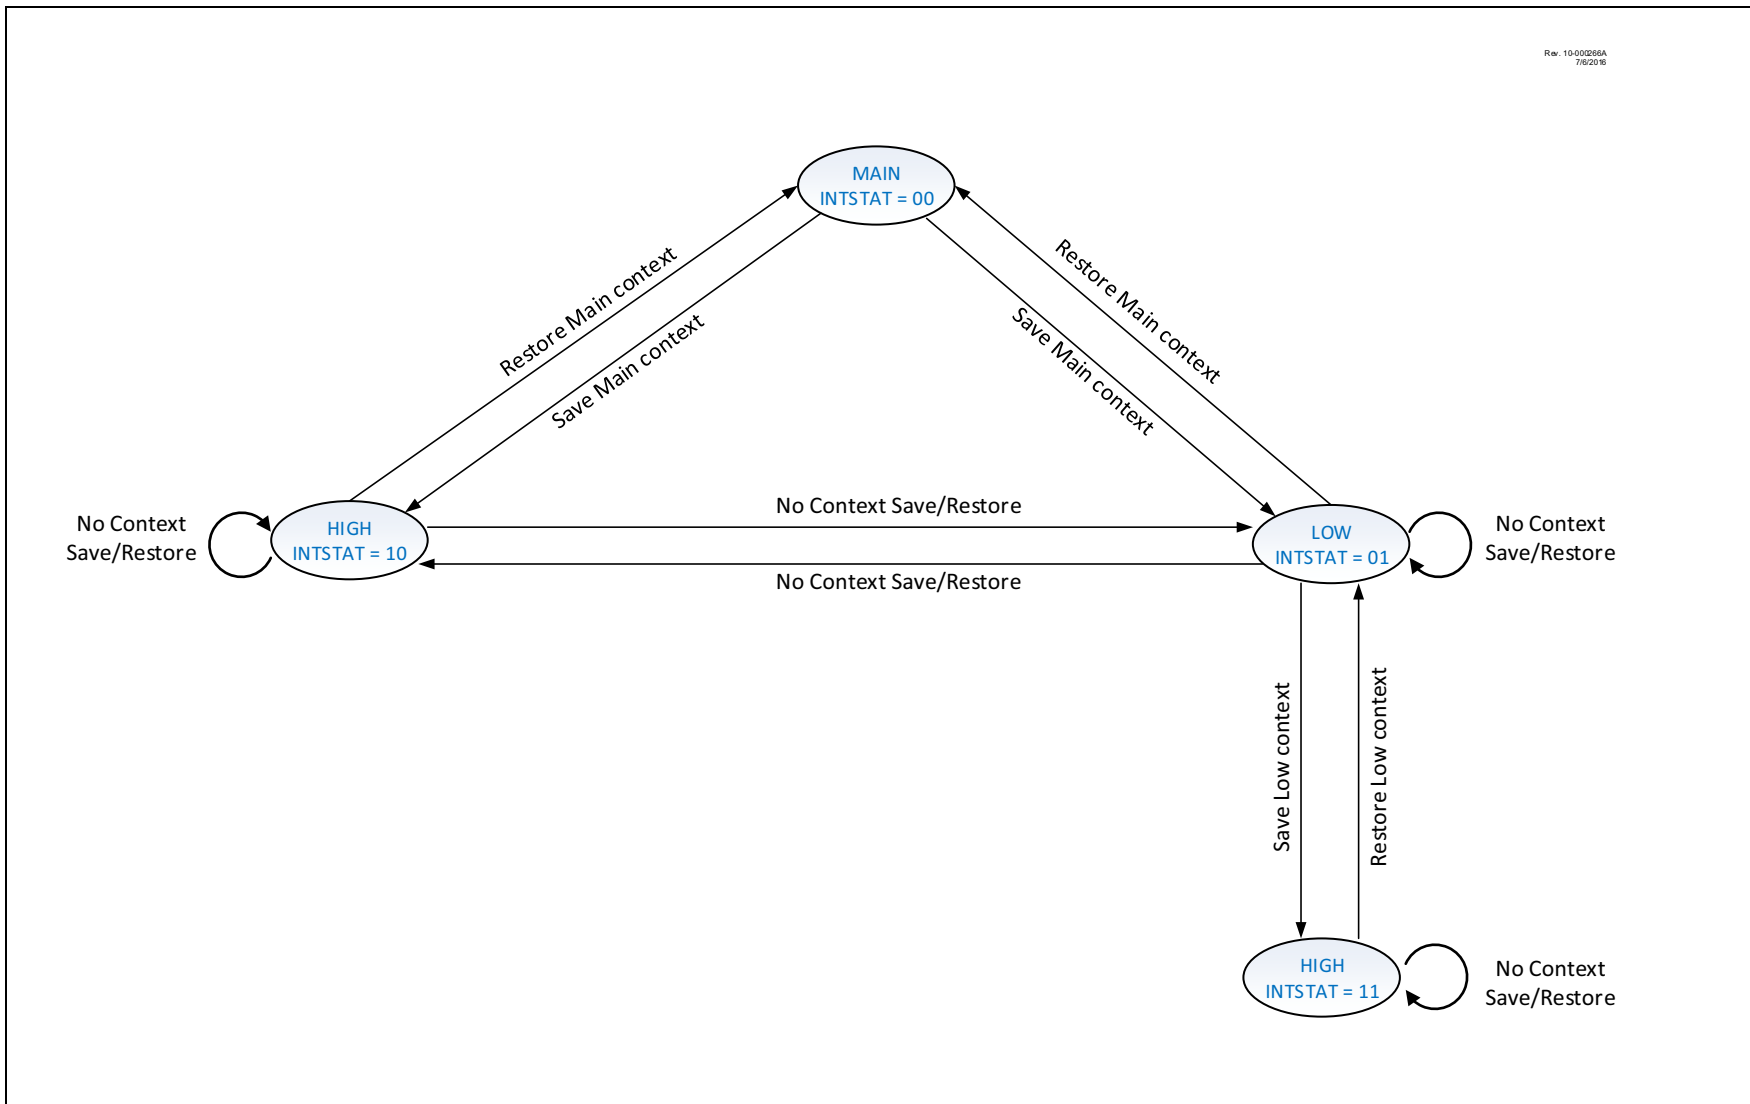 Rev. 10-000266A
7/6/2016
MAIN
INTSTAT = 00
Restore Main context
Save Main context
Save Main context
Restore Main context
No Context
Save/Restore
HIGH
INTSTAT = 10
No Context Save/Restore
No Context Save/Restore
LOW
INTSTAT = 01
No Context
Save/Restore
Save Low context
Restore Low context
HIGH
INTSTAT = 11
No Context
Save/Restore